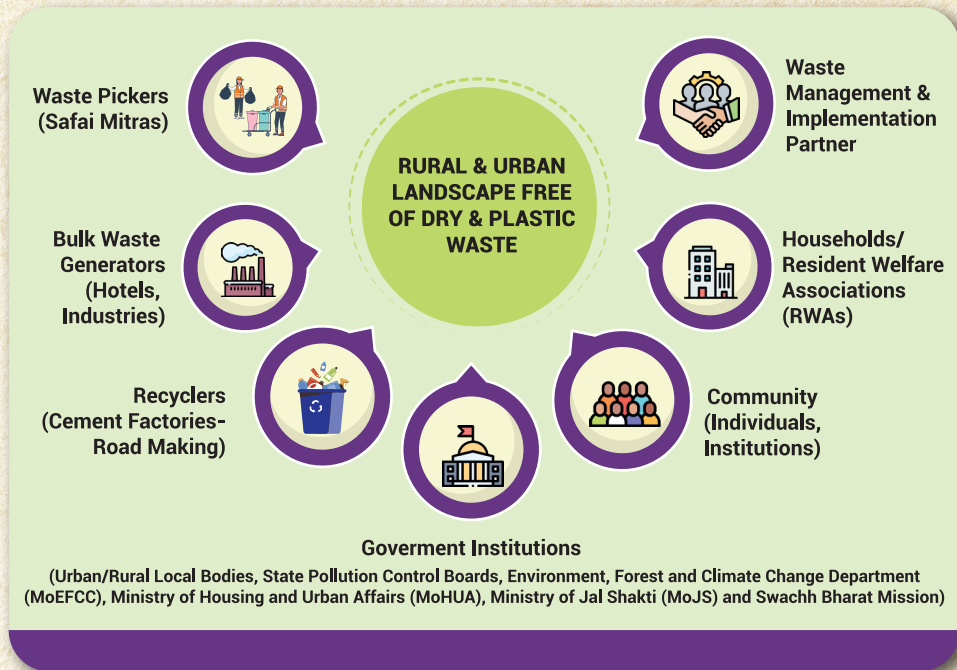 Waste Pickers
(Safai Mitras)
Bulk Waste
Generators
(Hotels,
Industries)
Recyclers
(Cement Factories-
Road Making)
RURAL & URBAN
LANDSCAPE FREE
OF DRY & PLASTIC
WASTE
Waste
Management &
Implementation
Partner
Households/
Resident Welfare
Associations
(RWAs)
Community
(Individuals,
Institutions)
Goverment Institutions
(Urban/Rural Local Bodies, State Pollution Control Boards, Environment, Forest and Climate Change Department
(MoEFCC), Ministry of Housing and Urban Affairs (MoHUA), Ministry of Jal Shakti (MoJS) and Swachh Bharat Mission)